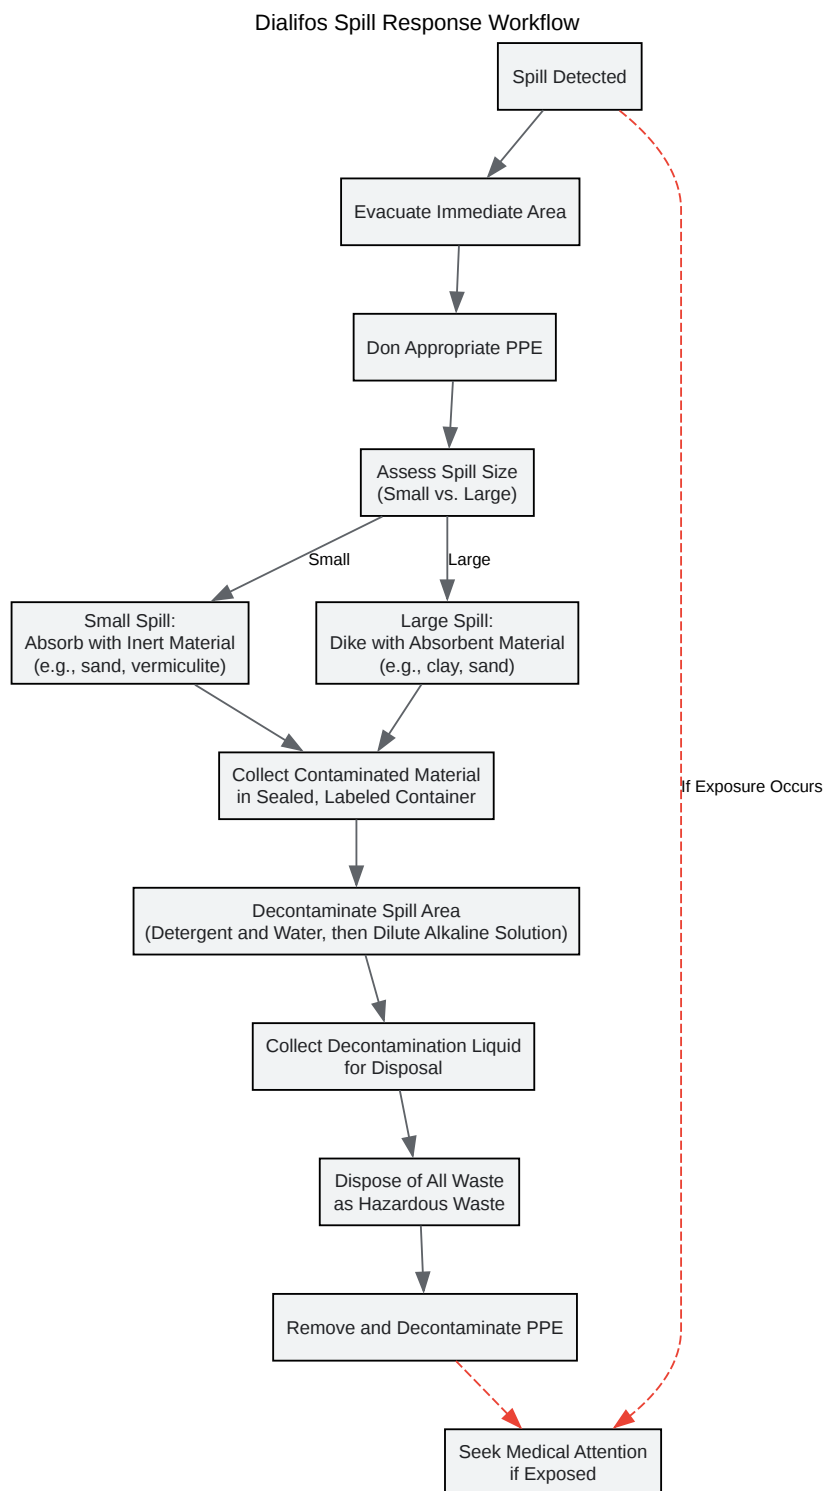 Dialifos Spill Response Workflow
Spill Detected
Evacuate Immediate Area
Don Appropriate PPE
Assess Spill Size
(Small vs. Large)
Small
Large
Small Spill:
Absorb with Inert Material
(e.g., sand, vermiculite)
Large Spill:
Dike with Absorbent Material
(e.g., clay, sand)
Collect Contaminated Material
in Sealed, Labeled Container
If Exposure Occurs
Decontaminate Spill Area
(Detergent and Water, then Dilute Alkaline Solution)
Collect Decontamination Liquid
for Disposal
Dispose of All Waste
as Hazardous Waste
Remove and Decontaminate PPE
Seek Medical Attention
if Exposed